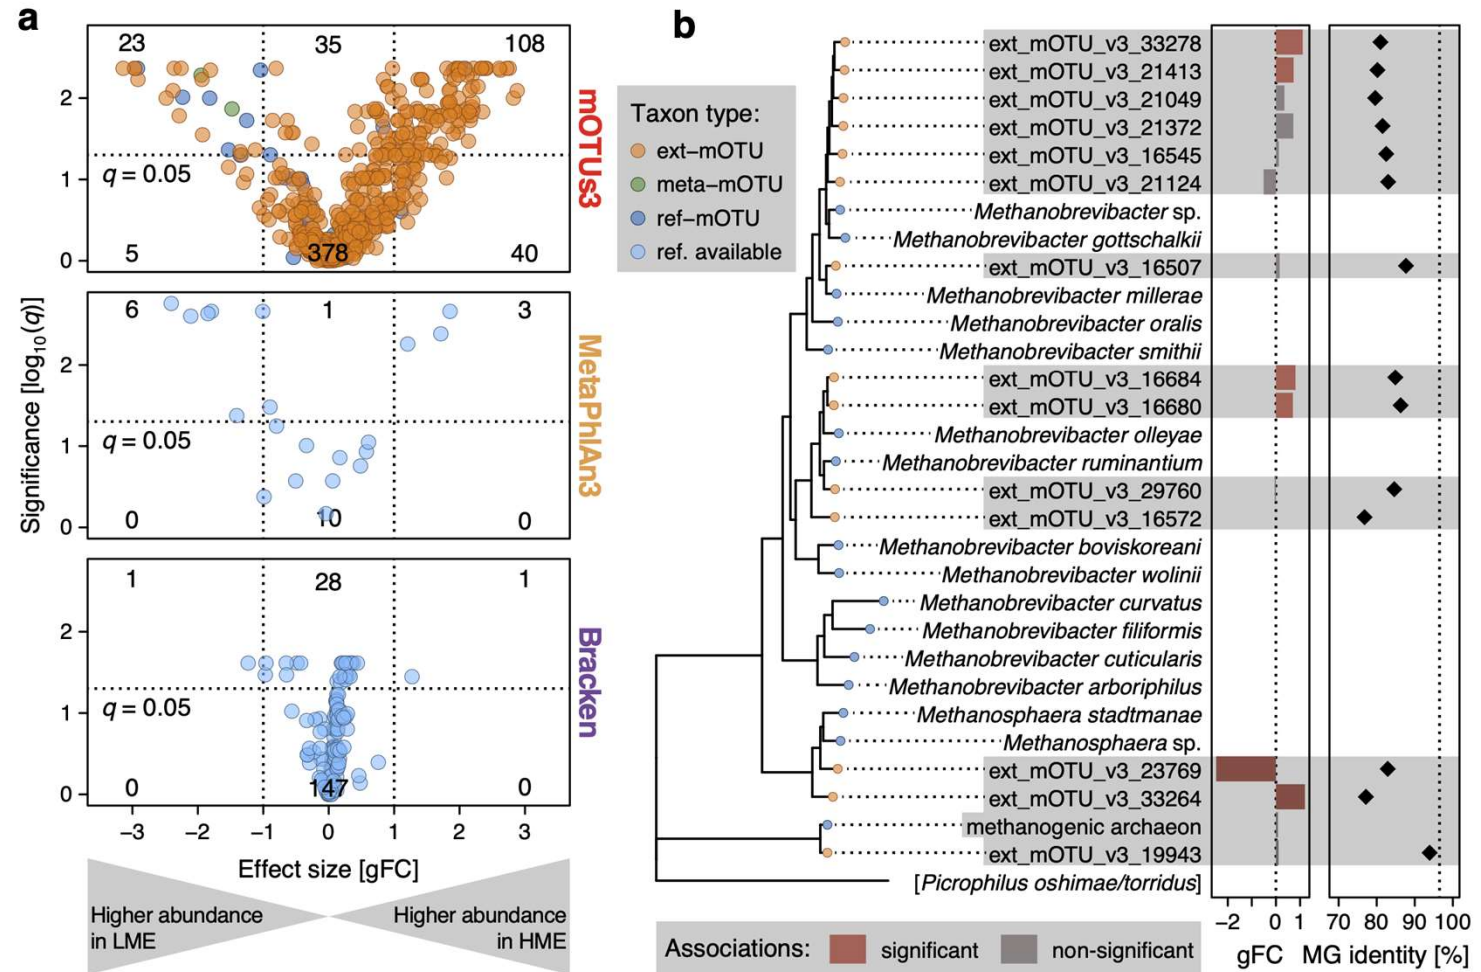 a
23
35
108
q = 0.05
5
378
40
2
1
0
mOTUs3
6
1
3
q = 0.05
0
10
0
2
1
0
MetaPhlAn3
1
28
1
q = 0.05
0
147
0
2
1
0
Bracken
Significance [log10(q)]
−3 −2 −1 0 1 2 3
Effect size [gFC]
Higher abundance
in LME
Higher abundance
in HME
Taxon type:
ext−mOTU
meta−mOTU
ref−mOTU
ref. available
b
ext_mOTU_v3_33278
ext_mOTU_v3_21413
ext_mOTU_v3_21049
ext_mOTU_v3_21372
ext_mOTU_v3_16545
ext_mOTU_v3_21124
Methanobrevibacter sp.
Methanobrevibacter gottschalkii
ext_mOTU_v3_16507
Methanobrevibacter millerae
Methanobrevibacter oralis
Methanobrevibacter smithii
ext_mOTU_v3_16684
ext_mOTU_v3_16680
Methanobrevibacter olleyae
Methanobrevibacter ruminantium
ext_mOTU_v3_29760
ext_mOTU_v3_16572
Methanobrevibacter boviskoreani
Methanobrevibacter wolinii
Methanobrevibacter curvatus
Methanobrevibacter filiformis
Methanobrevibacter cuticularis
Methanobrevibacter arboriphilus
Methanosphaera stadtmanae
Methanosphaera sp.
ext_mOTU_v3_23769
ext_mOTU_v3_33264
methanogenic archaeon
ext_mOTU_v3_19943
[Picrophilus oshimae/torridus]
−2 0 1
gFC
70 80 90 100
MG identity [%]
Associations:
significant
non-significant